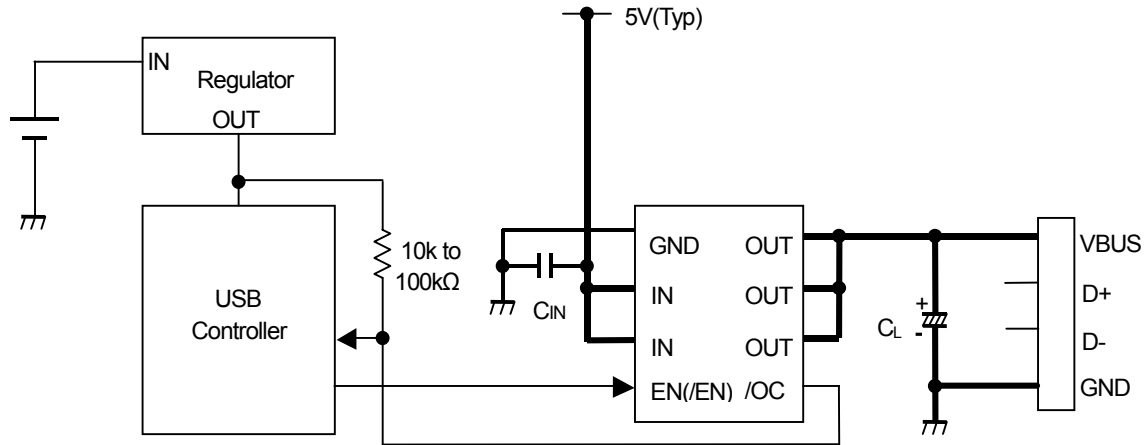 5V(Typ)
IN
Regulator
OUT
USB
Controller
10k to
100kΩ
CIN
GND
IN
IN
EN(/EN)
OUT
OUT
OUT
/OC
+
CL
-
VBUS
D+
D-
GND